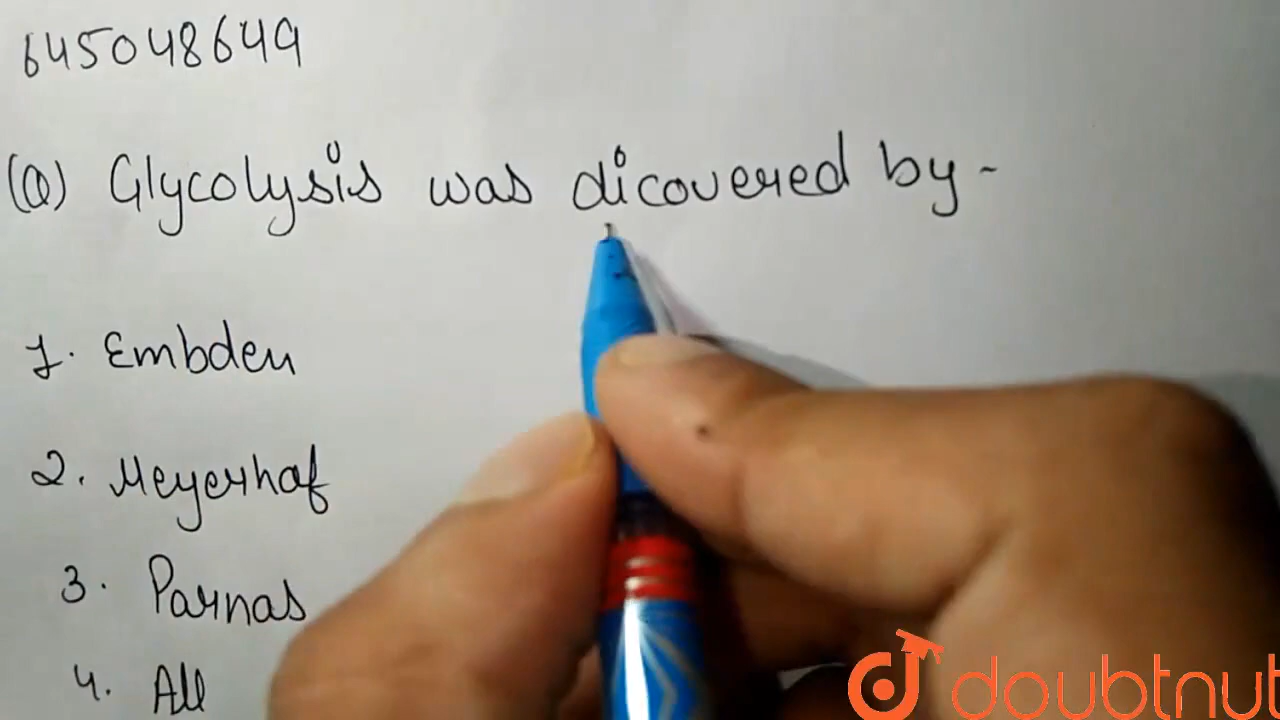 645048649
(Q) Glycolysis was dicovered by -
1. Embden
2. Meyerhaf
3. Parnas
4. All
doubtnut